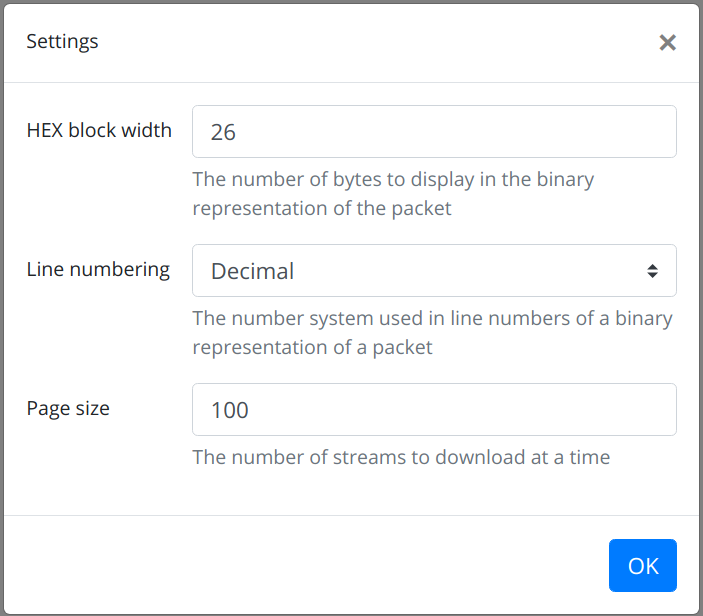 Settings
HEX block width
26
The number of bytes to display in the binary
representation of the packet
Line numbering
Decimal
The number system used in line numbers of a binary
representation of a packet
Page size
100
The number of streams to download at a time
OK